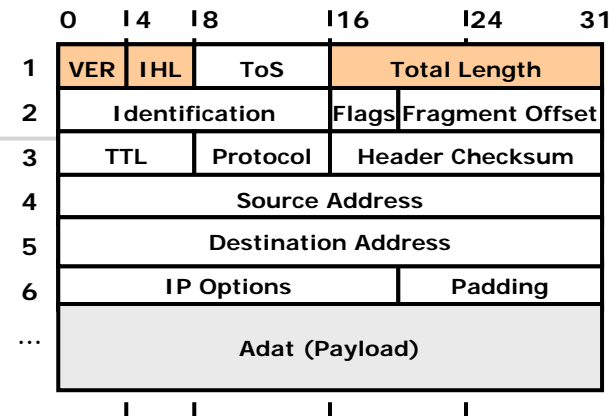 0 4 8 16 24 31
1 VER IHL ToS Total Length
2 Identification Flags Fragment Offset
3 TTL Protocol Header Checksum
4 Source Address
5 Destination Address
6 IP Options Padding
... Adat (Payload)